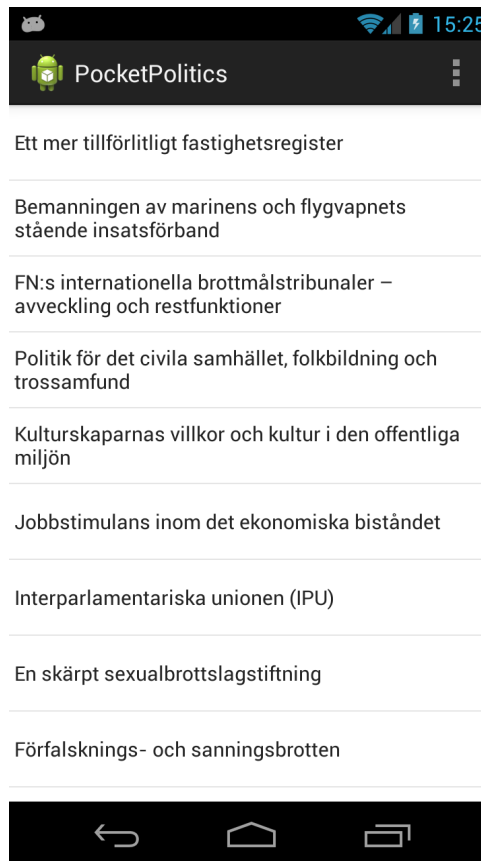 15:25
PocketPolitics
Ett mer tillförlitligt fastighetsregister
Bemanningen av marinens och flygvapnets
stående insatsförband
FN:s internationella brottmålstribunaler –
avveckling och restfunktioner
Politik för det civila samhället, folkbildning och
trossamfund
Kulturskaparnas villkor och kultur i den offentliga
miljön
Jobbstimulans inom det ekonomiska biståndet
Interparlamentariska unionen (IPU)
En skärpt sexualbrottslagstiftning
Förfalsknings- och sanningsbrotten